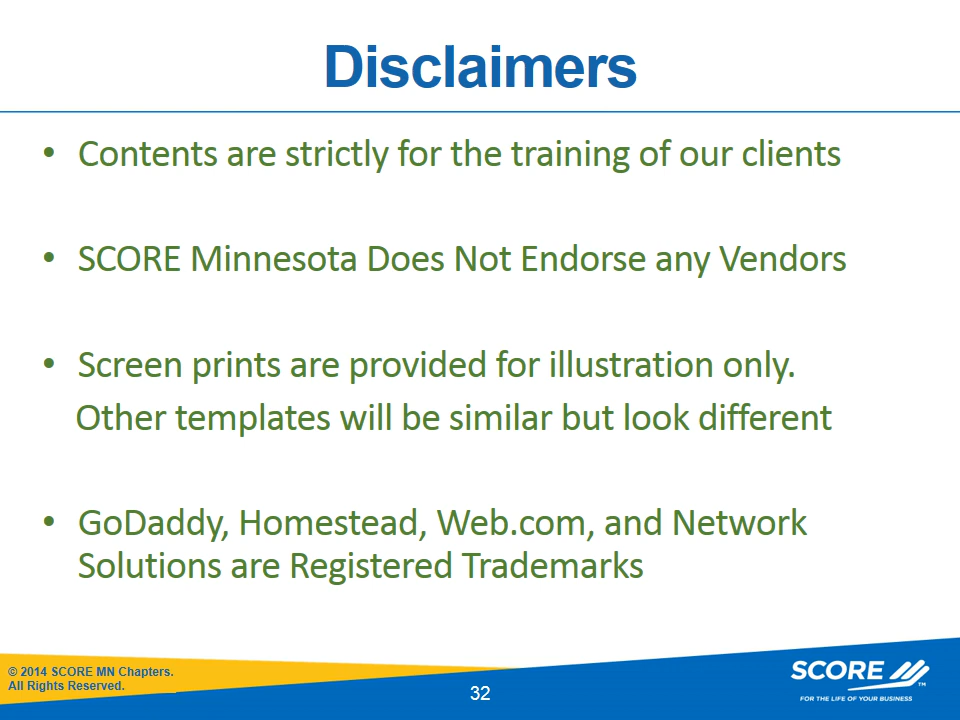 Disclaimers
• Contents are strictly for the training of our clients
• SCORE Minnesota Does Not Endorse any Vendors
• Screen prints are provided for illustration only.
Other templates will be similar but look different
• GoDaddy, Homestead, Web.com, and Network
Solutions are Registered Trademarks
© 2014 SCORE MN Chapters.
All Rights Reserved.
32
SCORE
TM
FOR THE LIFE OF YOUR BUSINESS